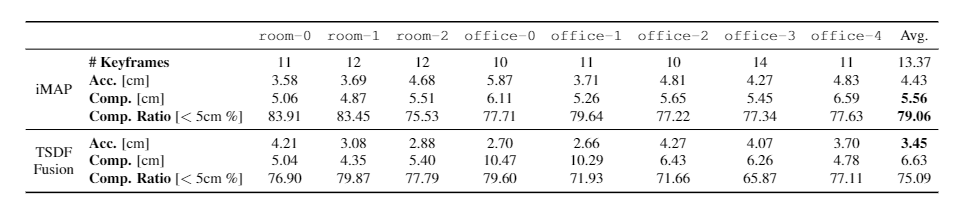 room-0 room-1 room-2 office-0 office-1 office-2 office-3 office-4 Avg.
iMAP
# Keyframes 11 12 12 10 11 10 14 11 13.37
Acc. [cm] 3.58 3.69 4.68 5.87 3.71 4.81 4.27 4.83 4.43
Comp. [cm] 5.06 4.87 5.51 6.11 5.26 5.65 5.45 6.59 5.56
Comp. Ratio [< 5cm %] 83.91 83.45 75.53 77.71 79.64 77.22 77.34 77.63 79.06
TSDF
Fusion
Acc. [cm] 4.21 3.08 2.88 2.70 2.66 4.27 4.07 3.70 3.45
Comp. [cm] 5.04 4.35 5.40 10.47 10.29 6.43 6.26 4.78 6.63
Comp. Ratio [< 5cm %] 76.90 79.87 77.79 79.60 71.93 71.66 65.87 77.11 75.09